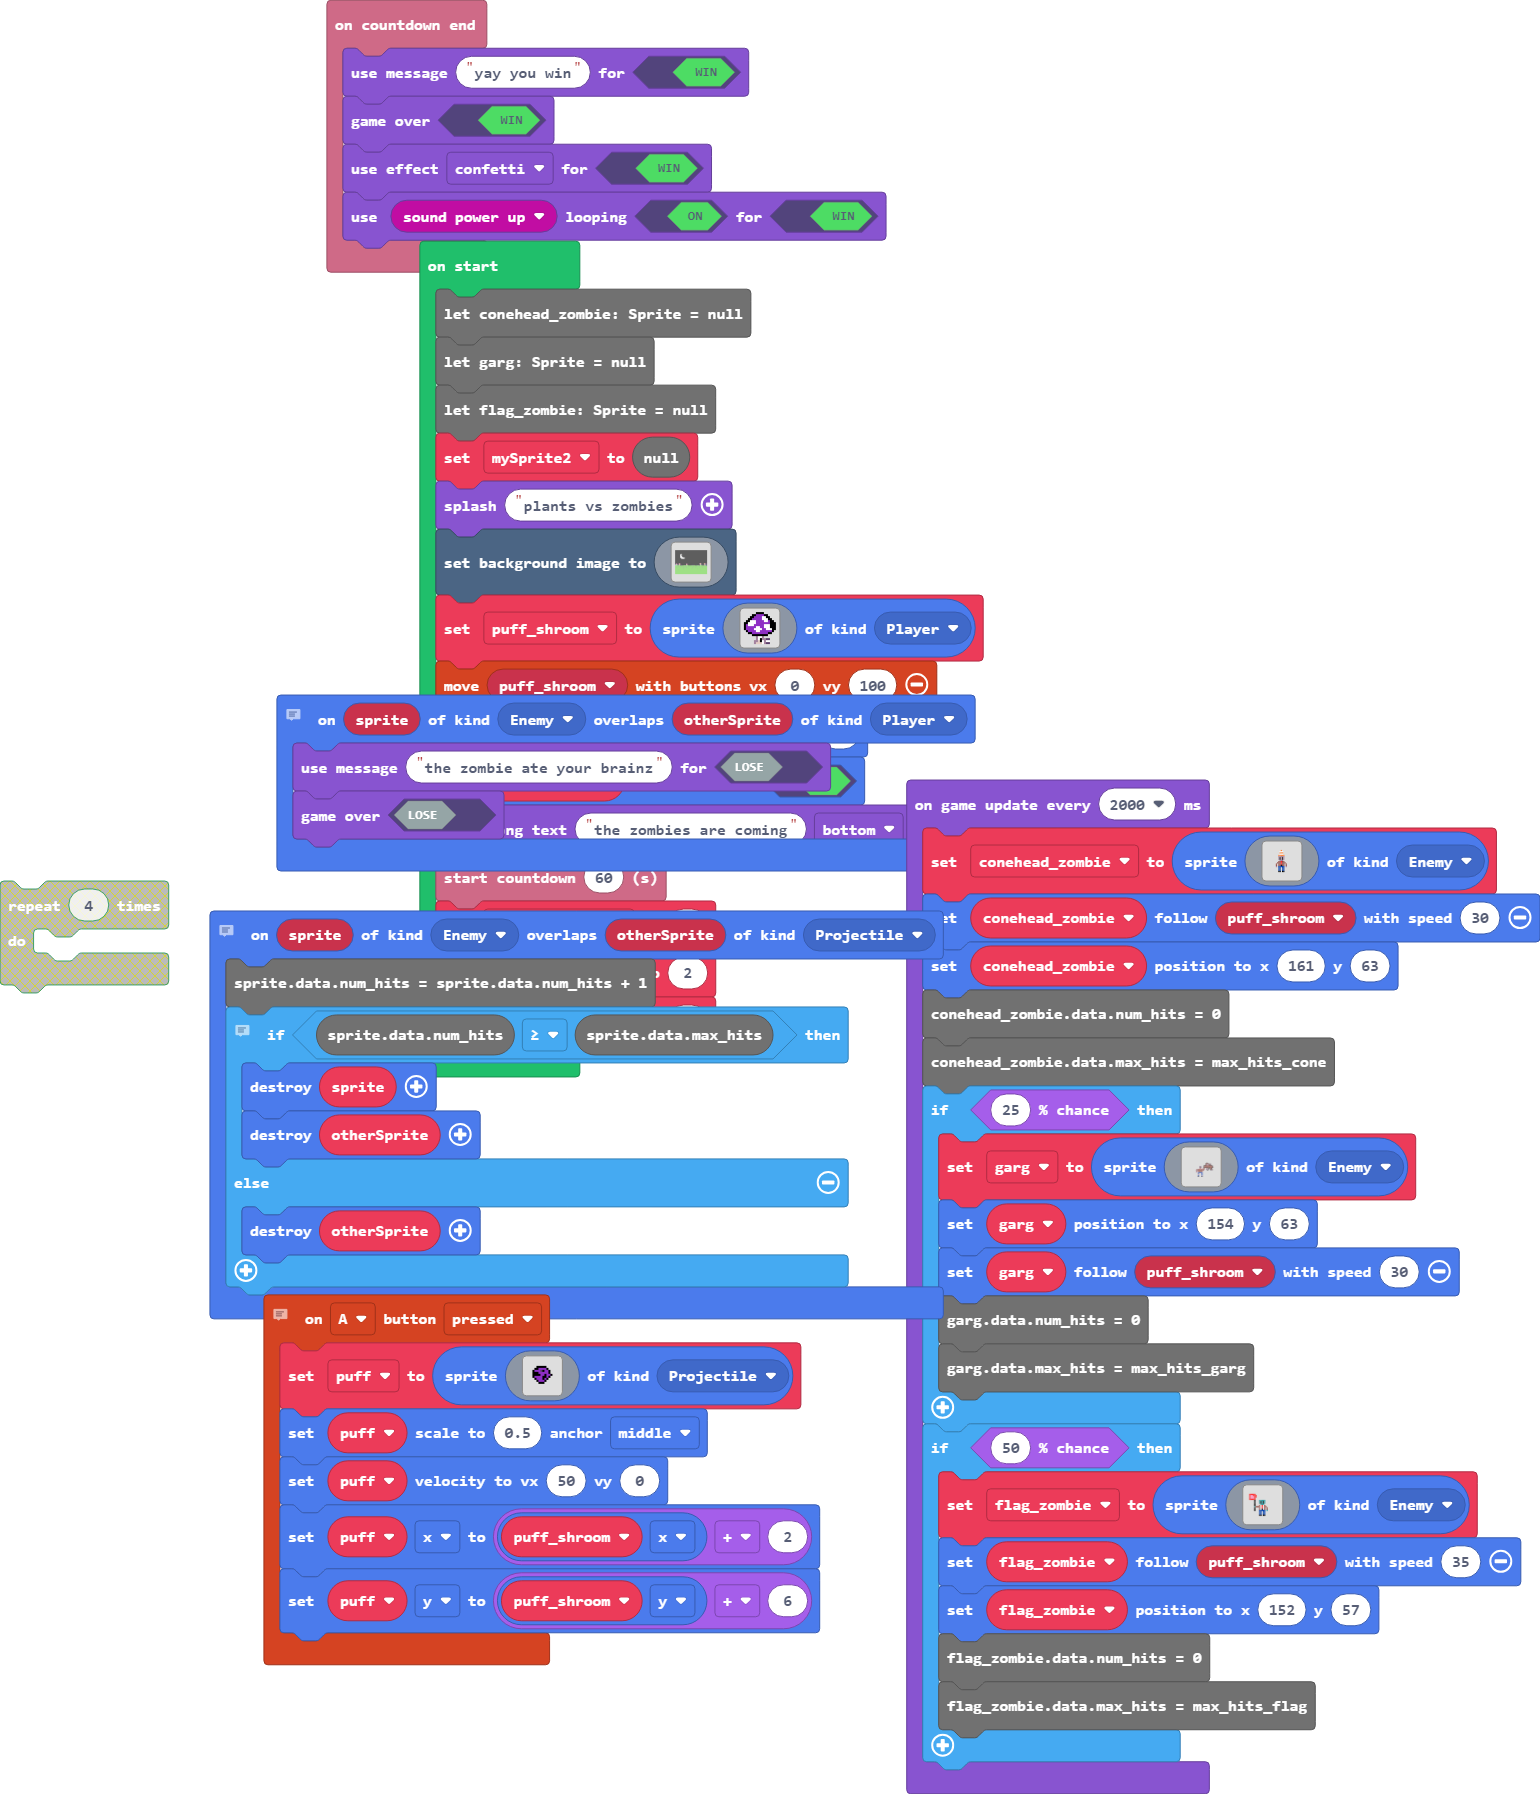 on countdown end
use message "yay you win" for WIN
game over WIN
use effect confetti for WIN
use sound power up looping ON for WIN
on start
let conehead_zombie: Sprite = null
let garg: Sprite = null
let flag_zombie: Sprite = null
set mySprite2 to null
splash "plants vs zombies"
set background image to
set puff_shroom to sprite of kind Player
move puff_shroom with buttons vx 0 vy 100
on sprite of kind Enemy overlaps otherSprite of kind Player
use message "the zombie ate your brainz" for LOSE
game over LOSE
text "the zombies are coming" bottom
start countdown 60 (s)
repeat 4 times
do
on sprite of kind Enemy overlaps otherSprite of kind Projectile
2
sprite.data.num_hits = sprite.data.num_hits + 1
if sprite.data.num_hits ≥ sprite.data.max_hits then
destroy sprite
destroy otherSprite
else
destroy otherSprite
on A button pressed
set puff to sprite of kind Projectile
set puff scale to 0.5 anchor middle
set puff velocity to vx 50 vy 0
set puff x to puff_shroom x + 2
set puff y to puff_shroom y + 6
on game update every 2000 ms
set conehead_zombie to sprite of kind Enemy
conehead_zombie follow puff_shroom with speed 30
set conehead_zombie position to x 161 y 63
conehead_zombie.data.num_hits = 0
conehead_zombie.data.max_hits = max_hits_cone
if 25 % chance then
set garg to sprite of kind Enemy
set garg position to x 154 y 63
set garg follow puff_shroom with speed 30
garg.data.num_hits = 0
garg.data.max_hits = max_hits_garg
if 50 % chance then
set flag_zombie to sprite of kind Enemy
set flag_zombie follow puff_shroom with speed 35
set flag_zombie position to x 152 y 57
flag_zombie.data.num_hits = 0
flag_zombie.data.max_hits = max_hits_flag